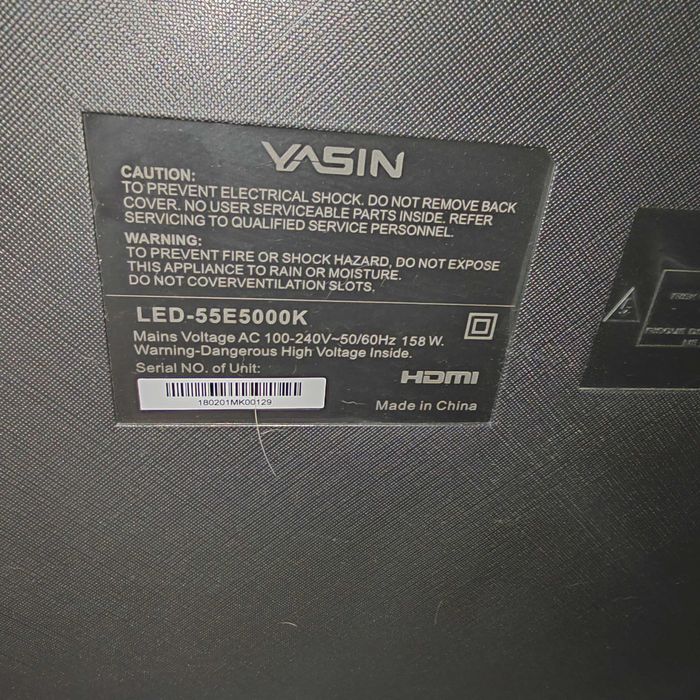 YASIN
CAUTION:
TO PREVENT ELECTRICAL SHOCK. DO NOT REMOVE BACK
COVER. NO USER SERVICEABLE PARTS INSIDE. REFER
SERVICING TO QUALIFIED SERVICE PERSONNEL.
WARNING:
TO PREVENT FIRE OR SHOCK HAZARD, DO NOT EXPOSE
THIS APPLIANCE TO RAIN OR MOISTURE.
DO NOT COVERVENTILATION SLOTS.
LED-55E5000K
Mains Voltage AC 100-240V~50/60Hz 158 W.
Warning-Dangerous High Voltage Inside.
Serial NO. of Unit:
180201MK00129
HDMI
Made in China